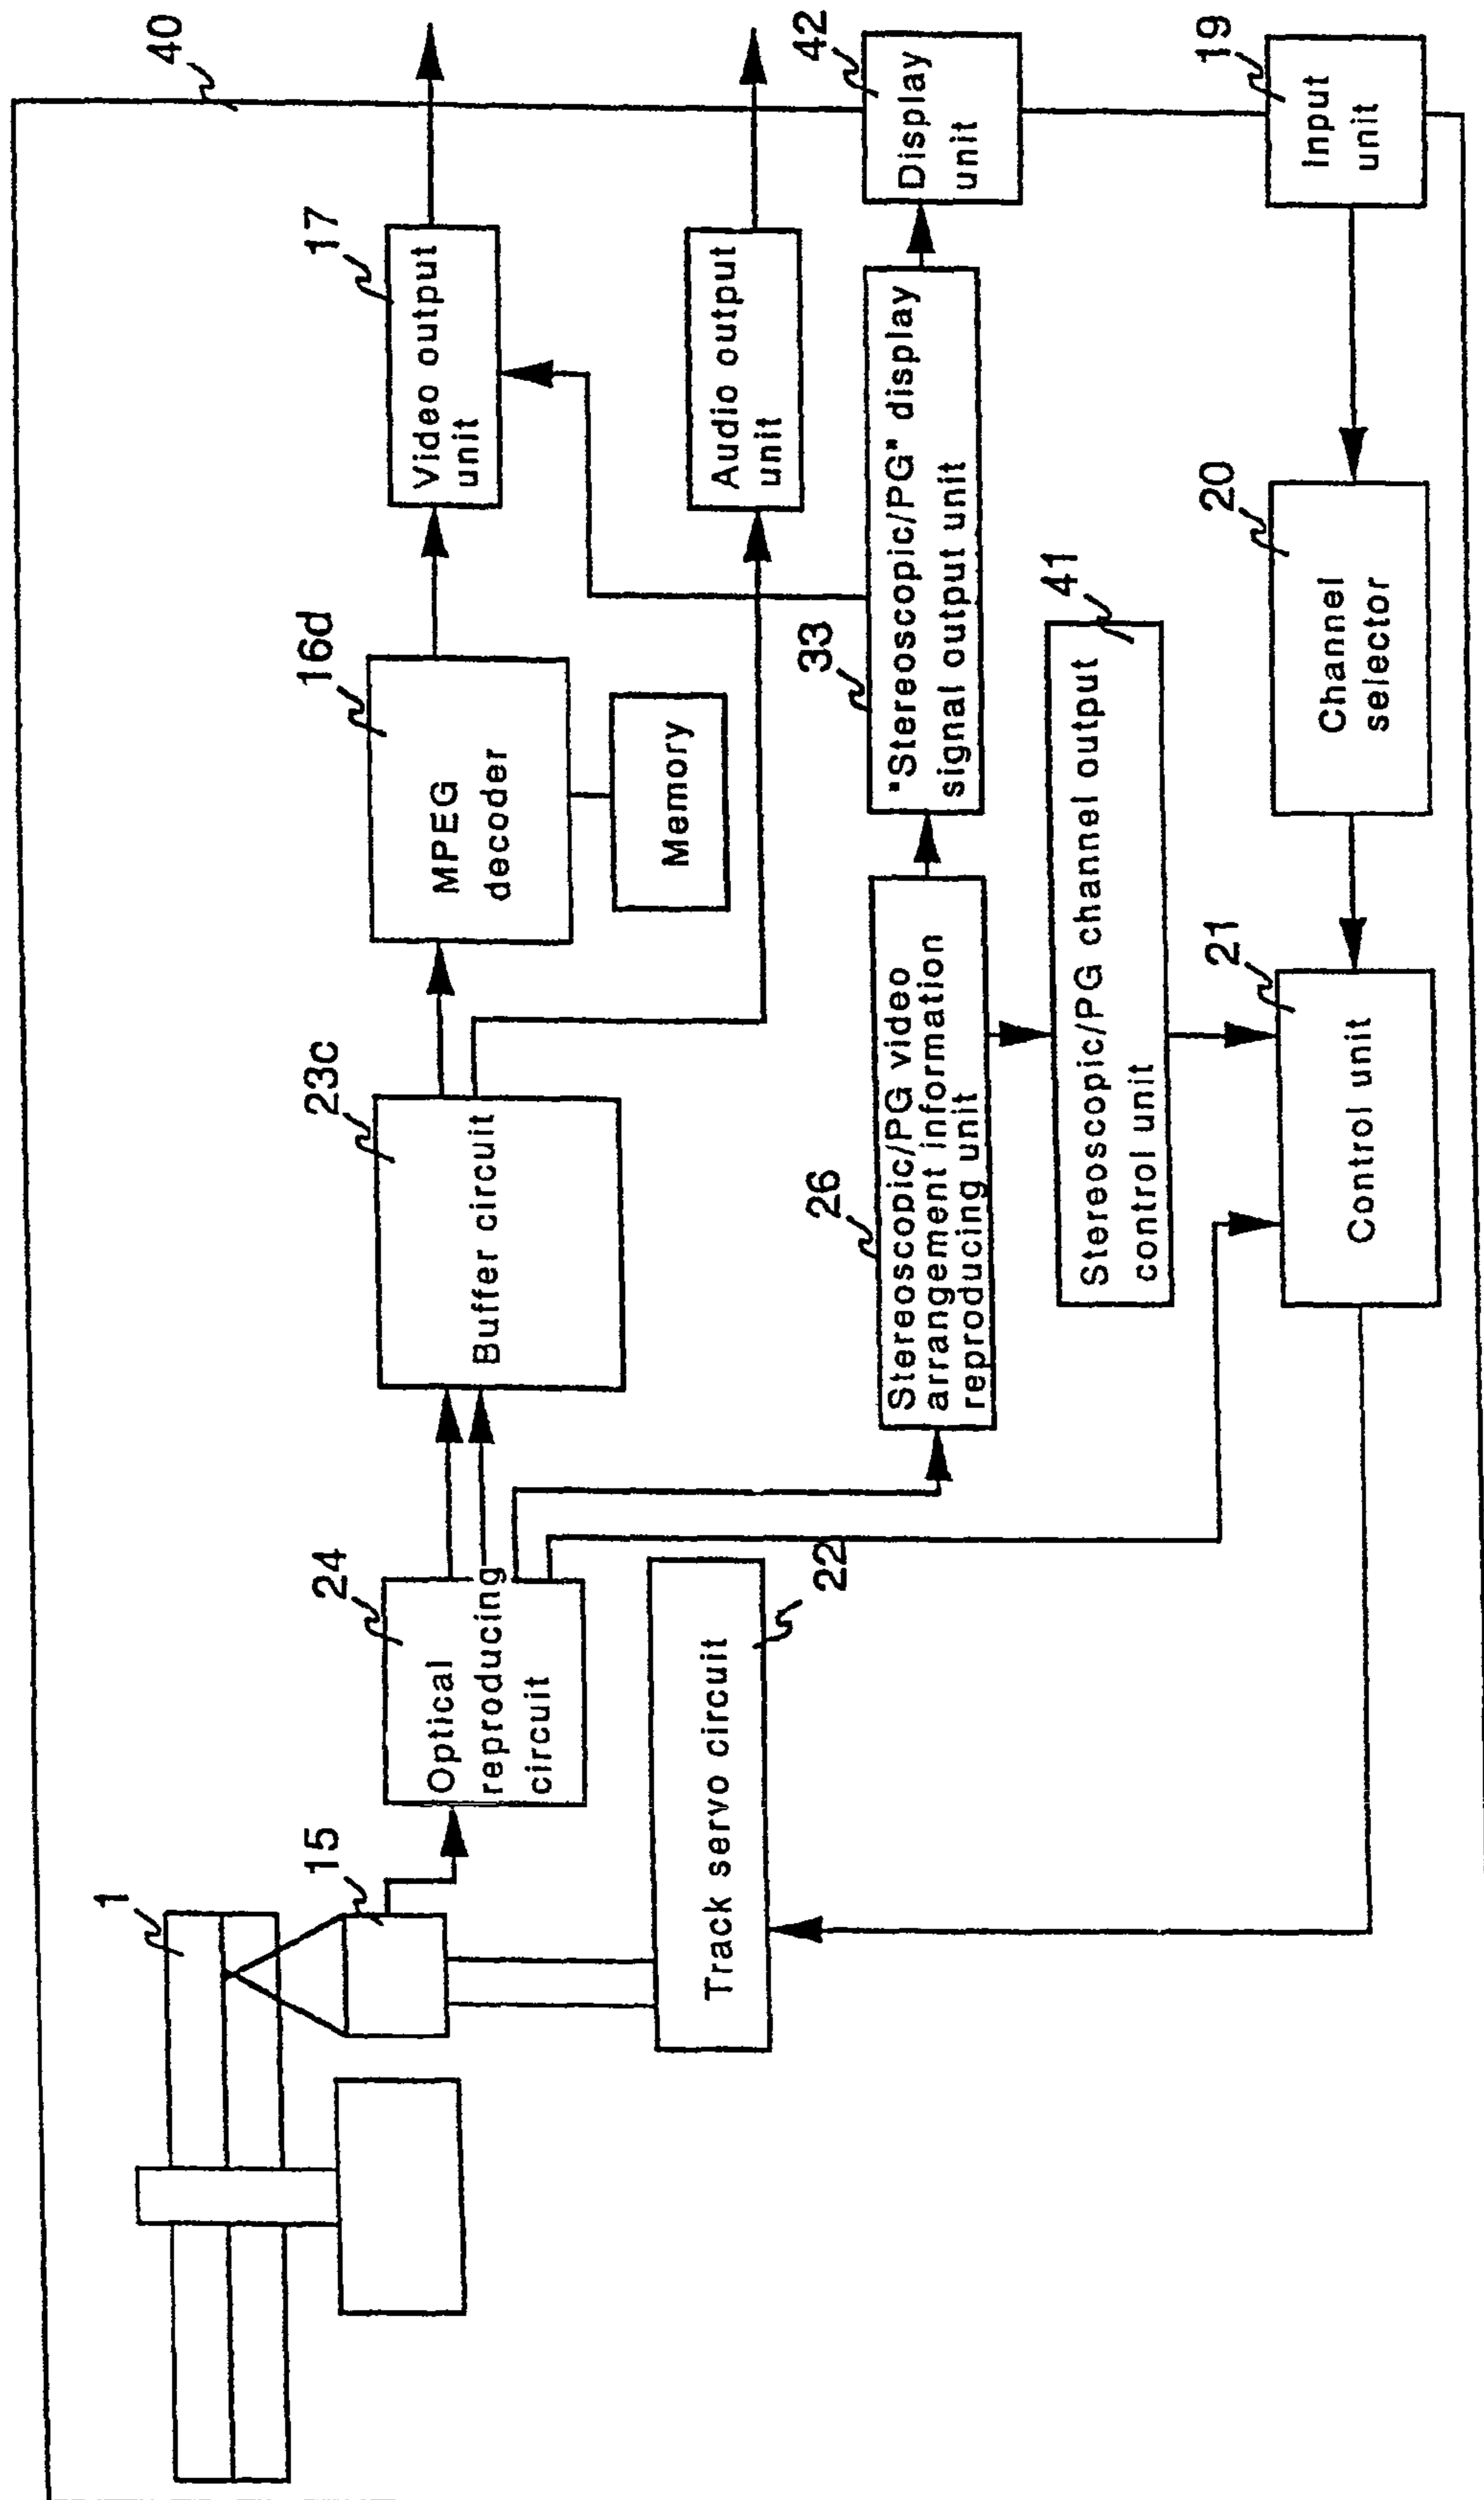 40
1
15
24
Optical
reproducing
circuit
23c
Buffer circuit
16d
MPEG
decoder
17
Video output
unit
Memory
Audio output
unit
Track servo circuit
22
26
Stereoscopic/PG video
arrangement information
reproducing unit
33
"Stereoscopic/PG" display
signal output unit
42
Display
unit
41
Stereoscopic/PG channel output
control unit
21
Control unit
20
Channel
selector
19
Input
unit